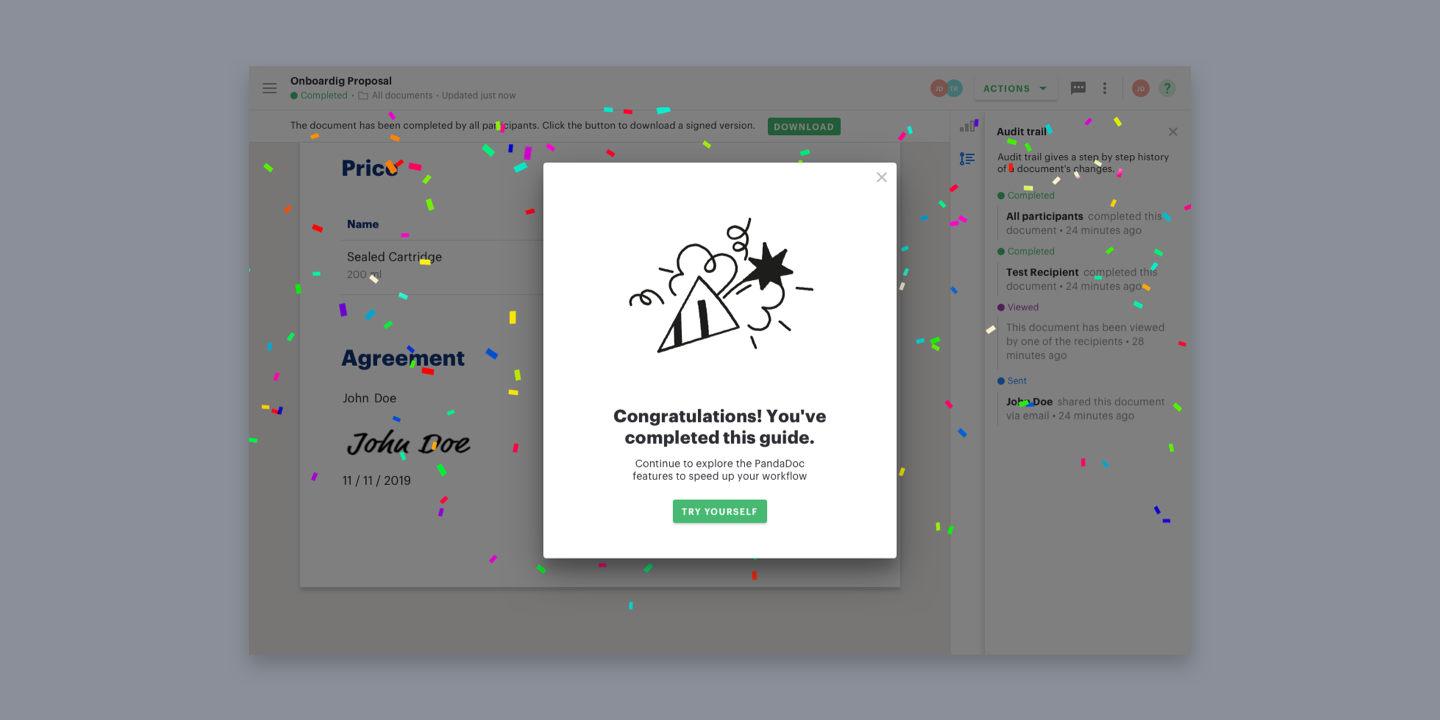 Onboardig Proposal
Completed • All documents • Updated just now
JD TR
ACTIONS
JD
?
The document has been completed by all participants. Click the button to download a signed version.
DOWNLOAD
Price
Name
Sealed Cartridge
200 ml
Agreement
John Doe
John Doe
11 / 11 / 2019
Congratulations! You've
completed this guide.
Continue to explore the PandaDoc
features to speed up your workflow
TRY YOURSELF
Audit trail
Audit trail gives a step by step history
of a document's changes.
Completed
All participants completed this
document • 24 minutes ago
Completed
Test Recipient completed this
document • 24 minutes ago
Viewed
This document has been viewed
by one of the recipients • 28
minutes ago
Sent
John Doe shared this document
via email • 24 minutes ago